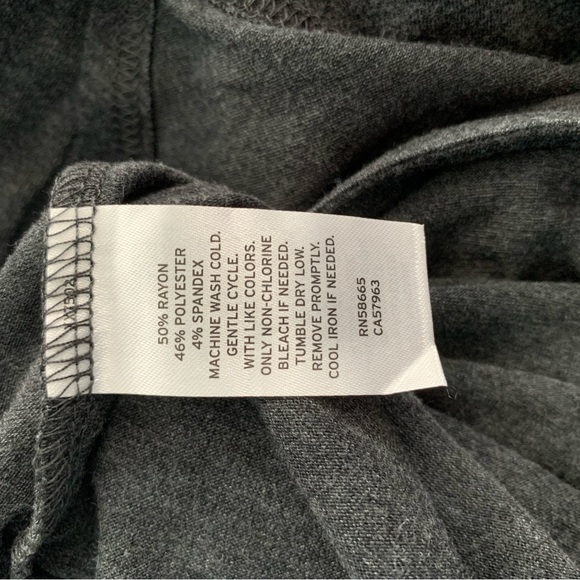 50% RAYON
46% POLYESTER
4% SPANDEX
MACHINE WASH COLD.
GENTLE CYCLE.
WITH LIKE COLORS.
ONLY NON-CHLORINE
BLEACH IF NEEDED.
TUMBLE DRY LOW.
REMOVE PROMPTLY.
COOL IRON IF NEEDED.
RN58665
CA57963